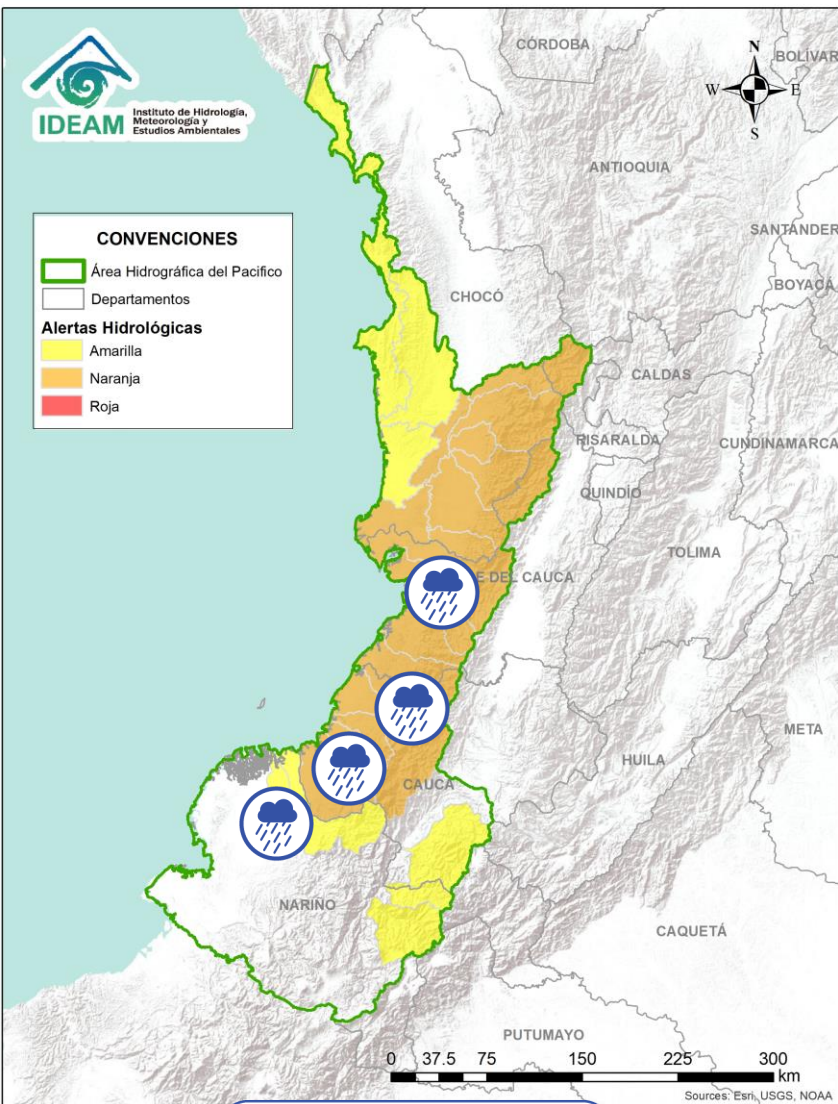 IDEAM
Instituto de Hidrología,
Meteorología y
Estudios Ambientales
N
W
E
S
CÓRDOBA
BOLÍVAR
ANTIOQUIA
SANTANDER
BOYACÁ
CONVENCIONES
Área Hidrográfica del Pacifico
Departamentos
Alertas Hidrológicas
Amarilla
Naranja
Roja
CHOCÓ
CALDAS
RISARALDA
CUNDINAMARCA
QUINDÍO
TOLIMA
E DEL CAUCA
META
HUILA
CAUCA
NARIÑO
CAQUETÁ
PUTUMAYO
0 37.5 75 150 225 300
km
Sources: Esri, USGS, NOAA